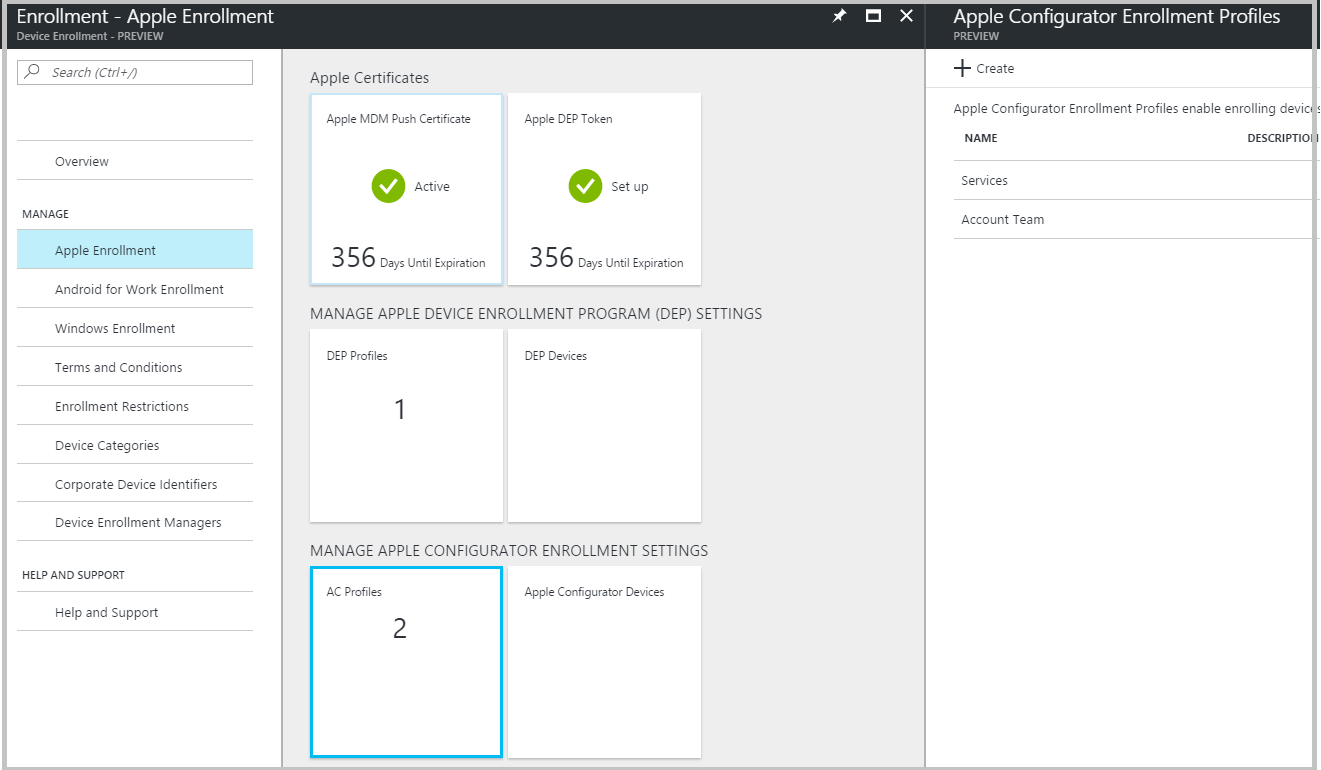 Enrollment - Apple Enrollment
Device Enrollment - PREVIEW
Search (Ctrl+/)
Overview
MANAGE
Apple Enrollment
Android for Work Enrollment
Windows Enrollment
Terms and Conditions
Enrollment Restrictions
Device Categories
Corporate Device Identifiers
Device Enrollment Managers
HELP AND SUPPORT
Help and Support
Apple Certificates
Apple MDM Push Certificate
Active
356 Days Until Expiration
Apple DEP Token
Set up
356 Days Until Expiration
MANAGE APPLE DEVICE ENROLLMENT PROGRAM (DEP) SETTINGS
DEP Profiles
1
DEP Devices
MANAGE APPLE CONFIGURATOR ENROLLMENT SETTINGS
AC Profiles
2
Apple Configurator Devices
Apple Configurator Enrollment Profiles
PREVIEW
Create
Apple Configurator Enrollment Profiles enable enrolling devices
NAME DESCRIPTION
Services
Account Team